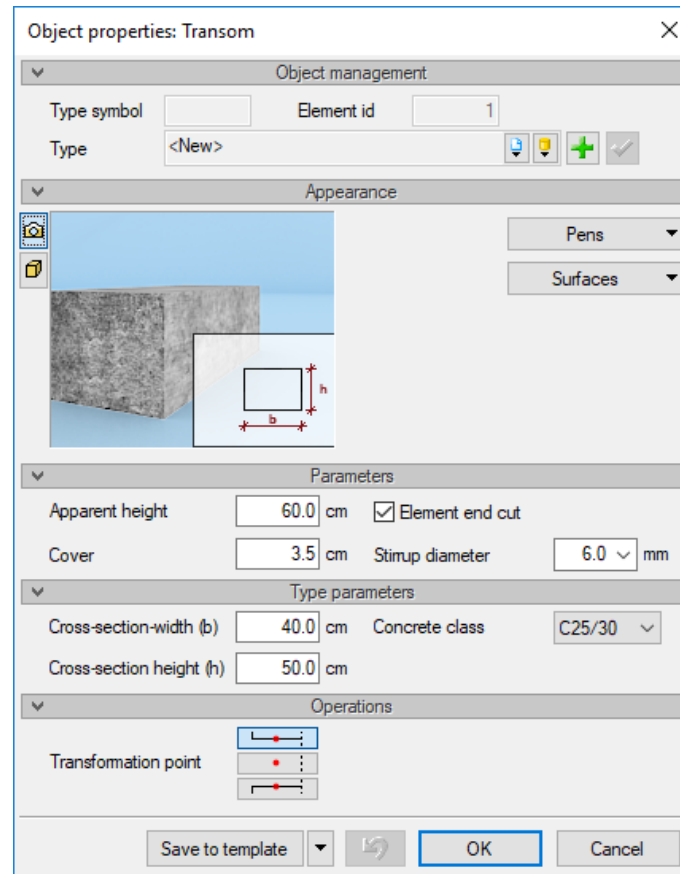 Object properties: Transom
Object management
Type symbol Element id 1
Type <New>
Appearance
Pens
Surfaces
h
b
Parameters
Apparent height 60.0 cm Element end cut
Cover 3.5 cm Stirrup diameter 6.0 mm
Type parameters
Cross-section-width (b) 40.0 cm Concrete class C25/30
Cross-section height (h) 50.0 cm
Operations
Transformation point
Save to template OK Cancel